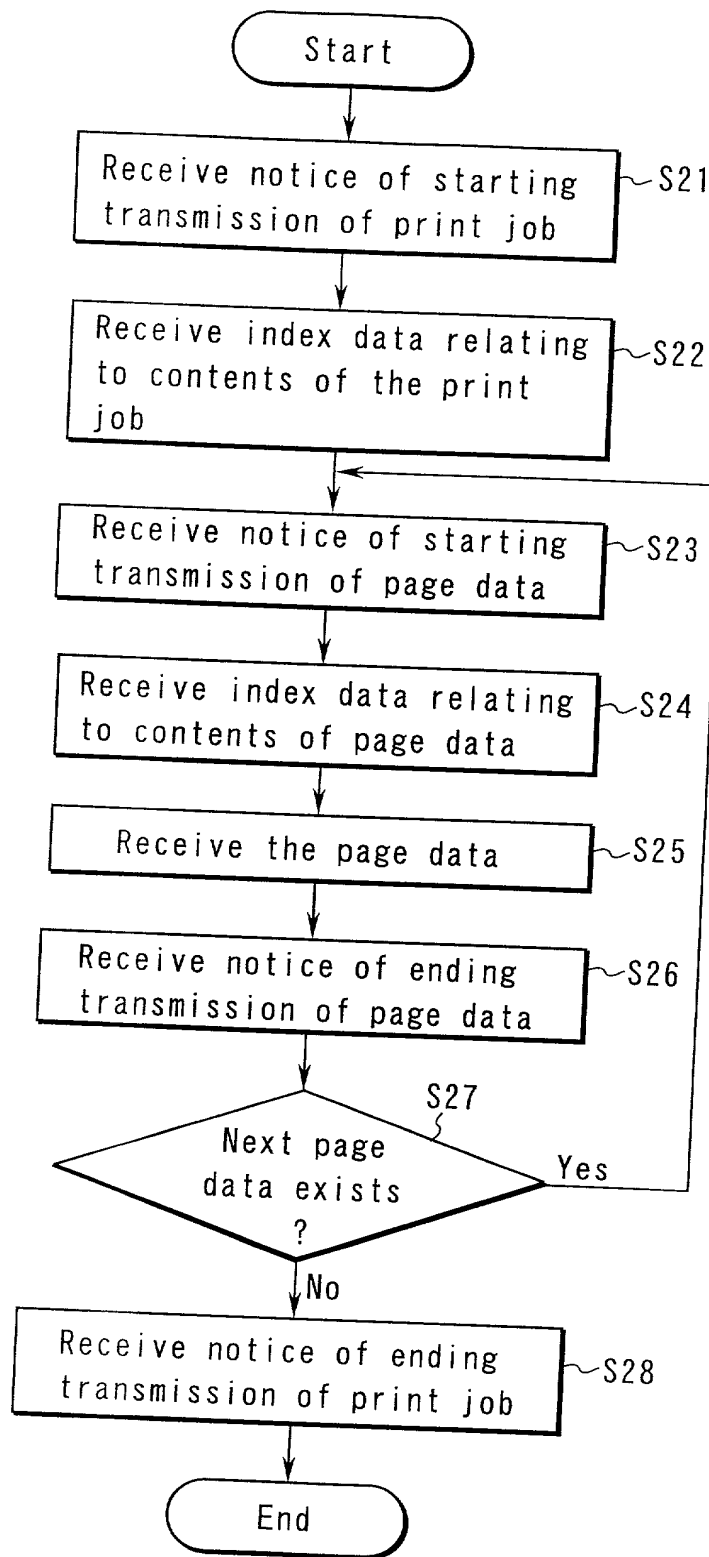 Start
Receive notice of starting
transmission of print job
S21
Receive index data relating
to contents of the print
job
S22
Receive notice of starting
transmission of page data
S23
Receive index data relating
to contents of page data
S24
Receive the page data
S25
Receive notice of ending
transmission of page data
S26
S27
Next page
data exists
?
Yes
No
Receive notice of ending
transmission of print job
S28
End